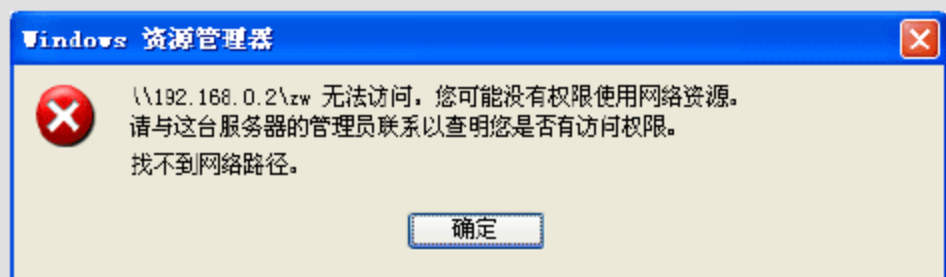 Windows 资源管理器
\\192.168.0.2\zw 无法访问。您可能没有权限使用网络资源。
请与这台服务器的管理员联系以查明您是否有访问权限。
找不到网络路径。
确定